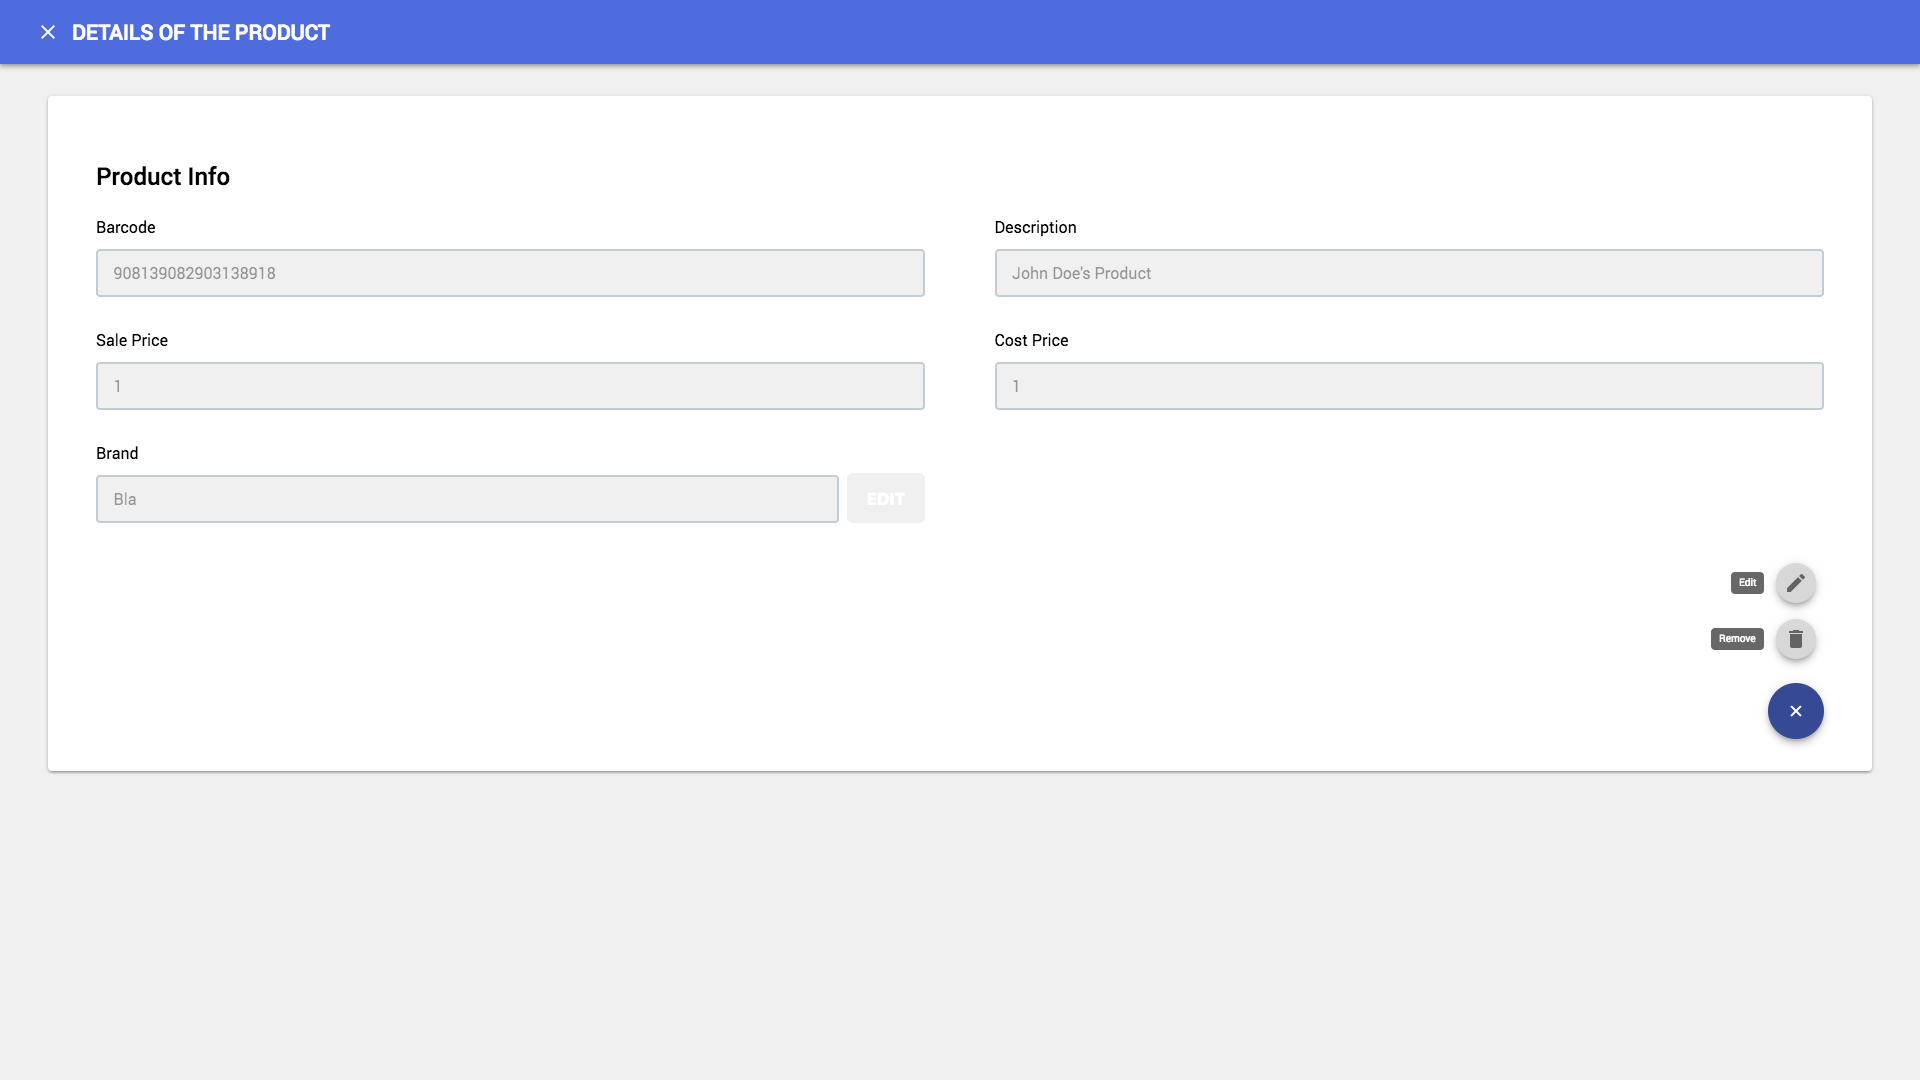 DETAILS OF THE PRODUCT
Product Info
Barcode
908139082903138918
Description
John Doe's Product
Sale Price
1
Cost Price
1
Brand
Bla
EDIT
Edit
Remove